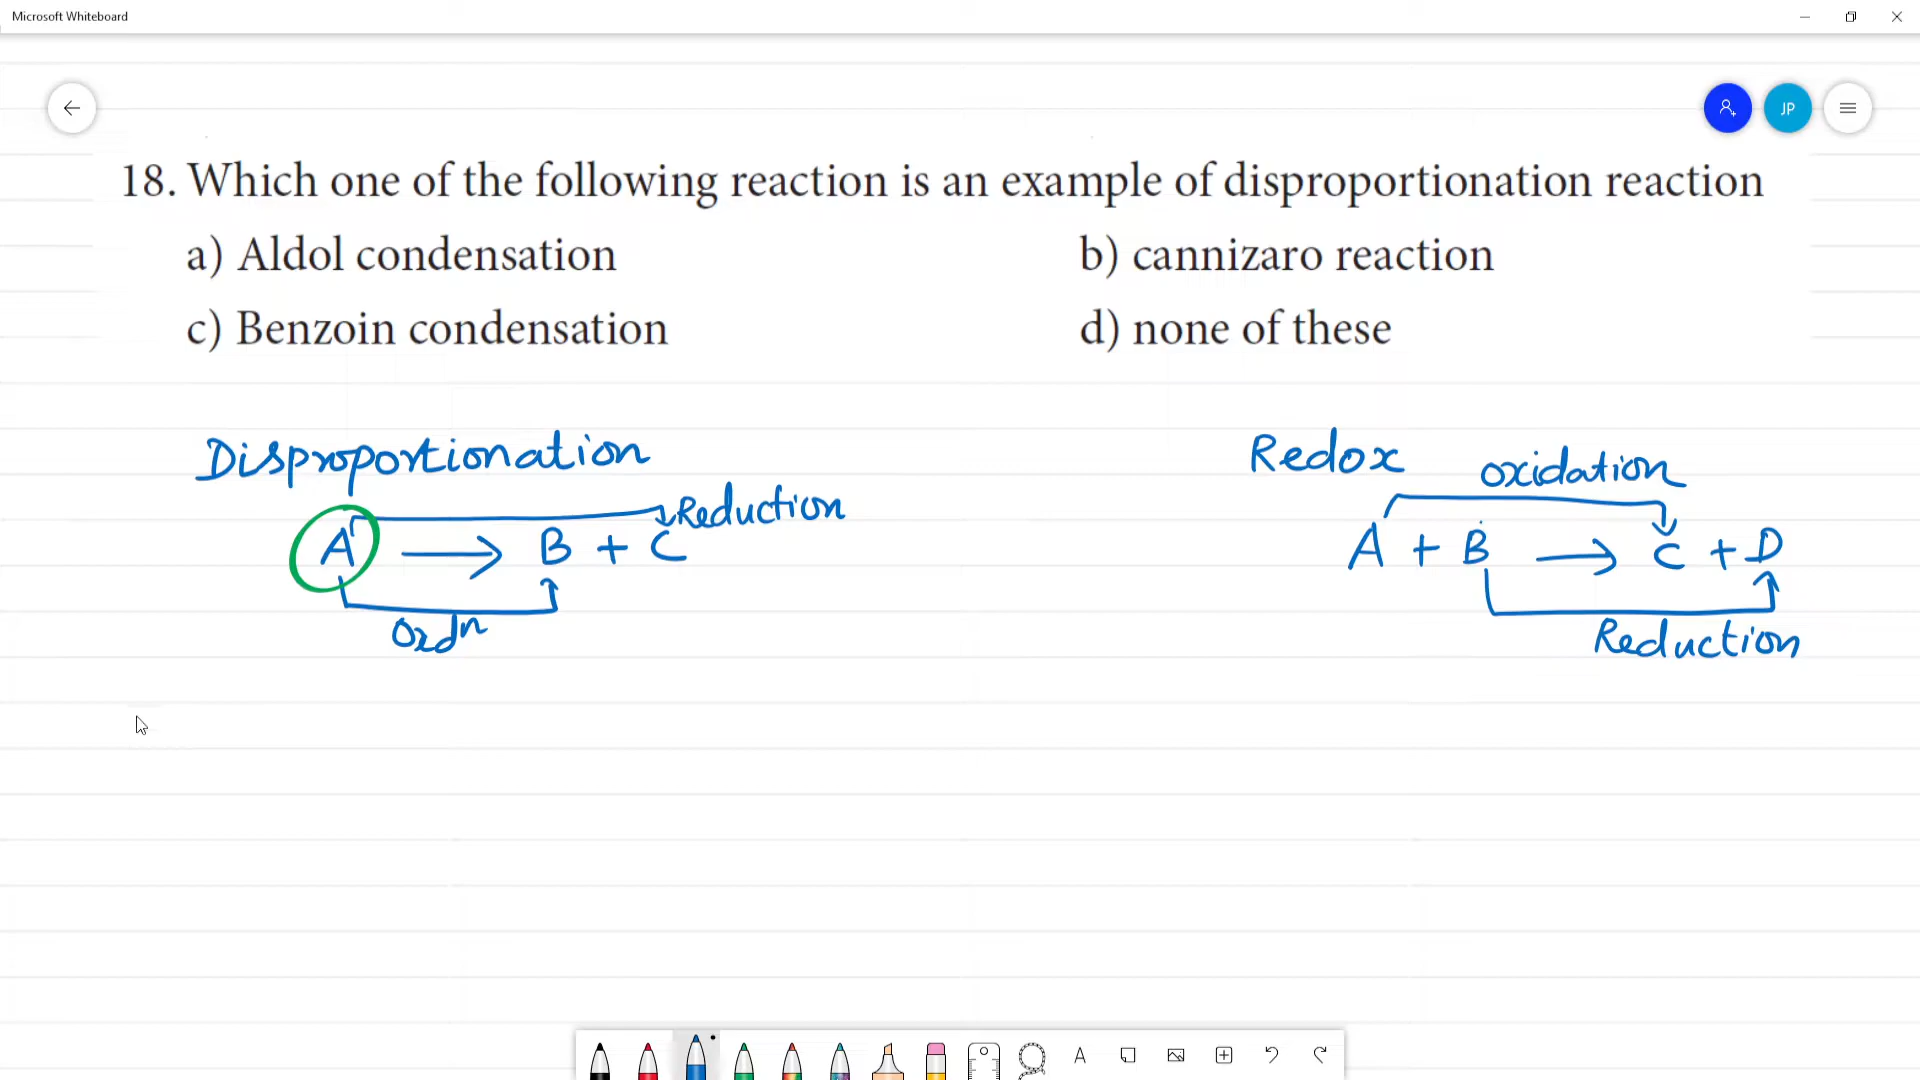 Microsoft Whiteboard
JP
18. Which one of the following reaction is an example of disproportionation reaction
a) Aldol condensation b) cannizaro reaction
c) Benzoin condensation d) none of these
Disproportionation
Reduction
A → B + C
Oxdn
Redox
oxidation
A + B → C + D
Reduction
A